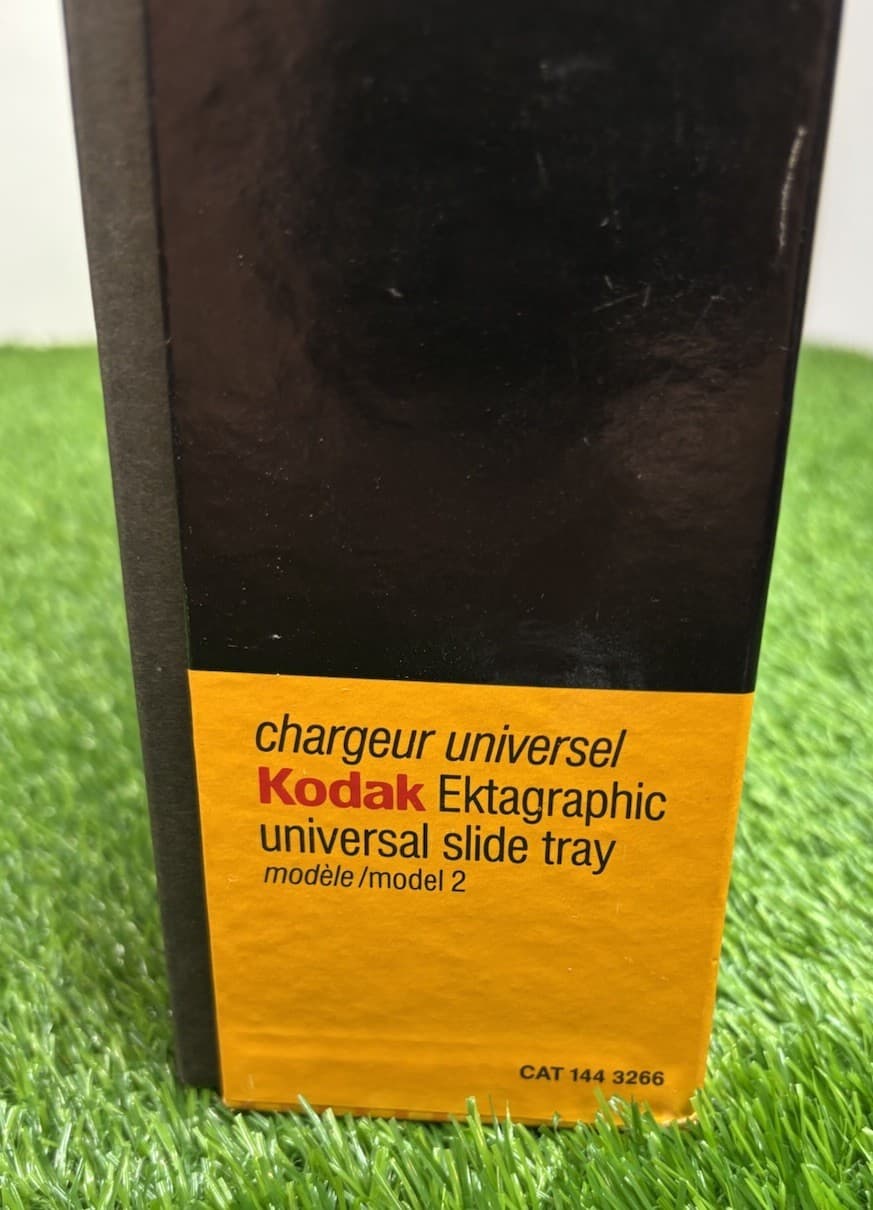 chargeur universel
Kodak Ektagraphic
universal slide tray
modèle/model 2
CAT 144 3266